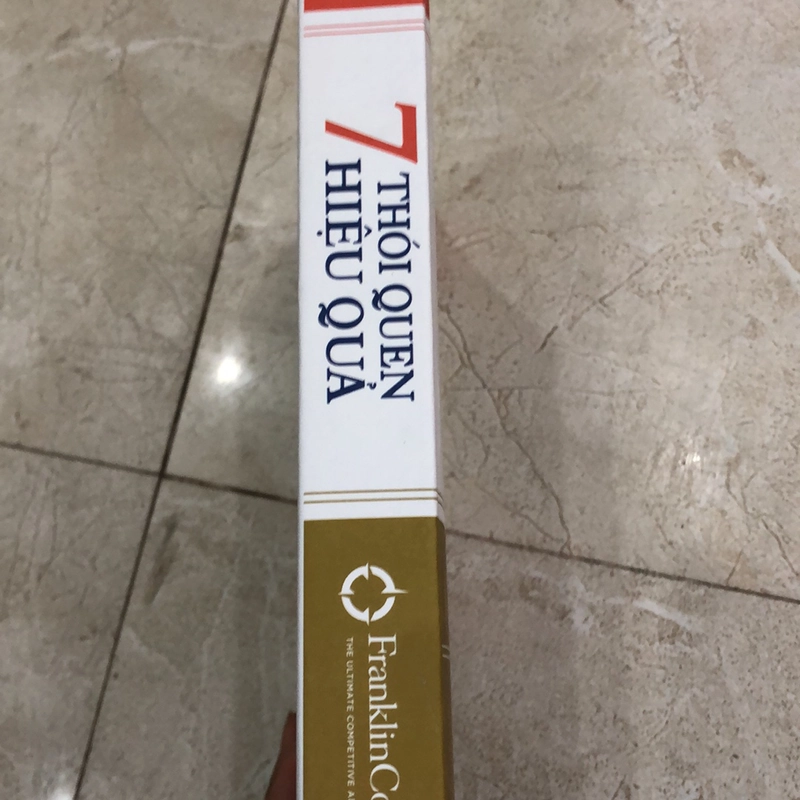 7
THÓI QUEN
HIỆU QUẢ
FranklinCo
THE ULTIMATE COMPETITIVE A